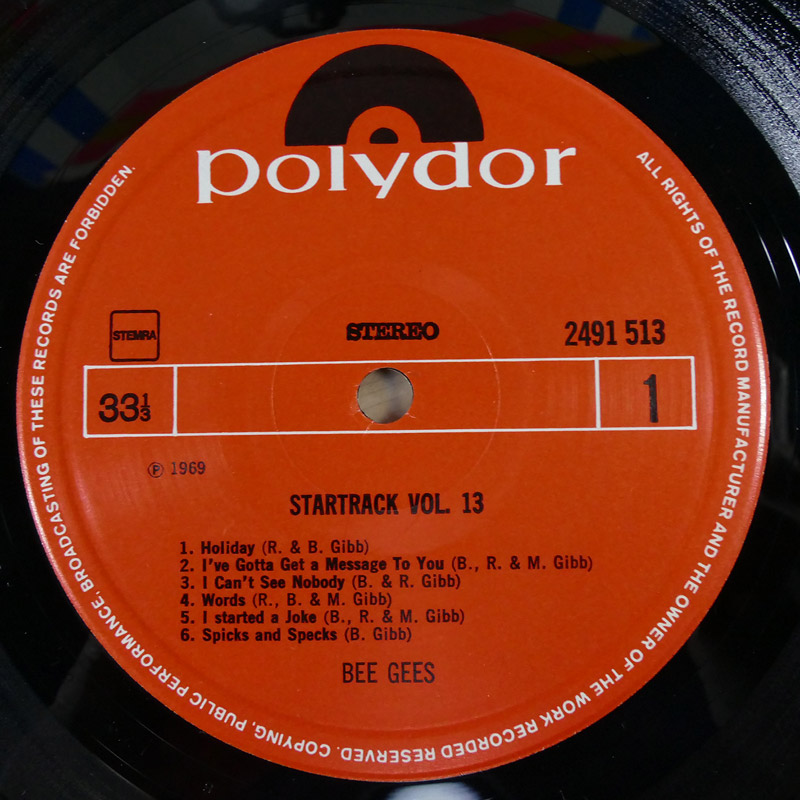 polydor
STEMRA
STEREO
2491 513
33⅓
1
℗ 1969
STARTRACK VOL. 13
1. Holiday (R. & B. Gibb)
2. I've Gotta Get a Message To You (B., R. & M. Gibb)
3. I Can't See Nobody (B. & R. Gibb)
4. Words (R., B. & M. Gibb)
5. I started a Joke (B., R. & M. Gibb)
6. Spicks and Specks (B. Gibb)
BEE GEES
ALL RIGHTS OF THE RECORD MANUFACTURER AND THE OWNER OF THE WORK RECORDED RESERVED. COPYING, PUBLIC PERFORMANCE, BROADCASTING OF THESE RECORDS ARE FORBIDDEN.